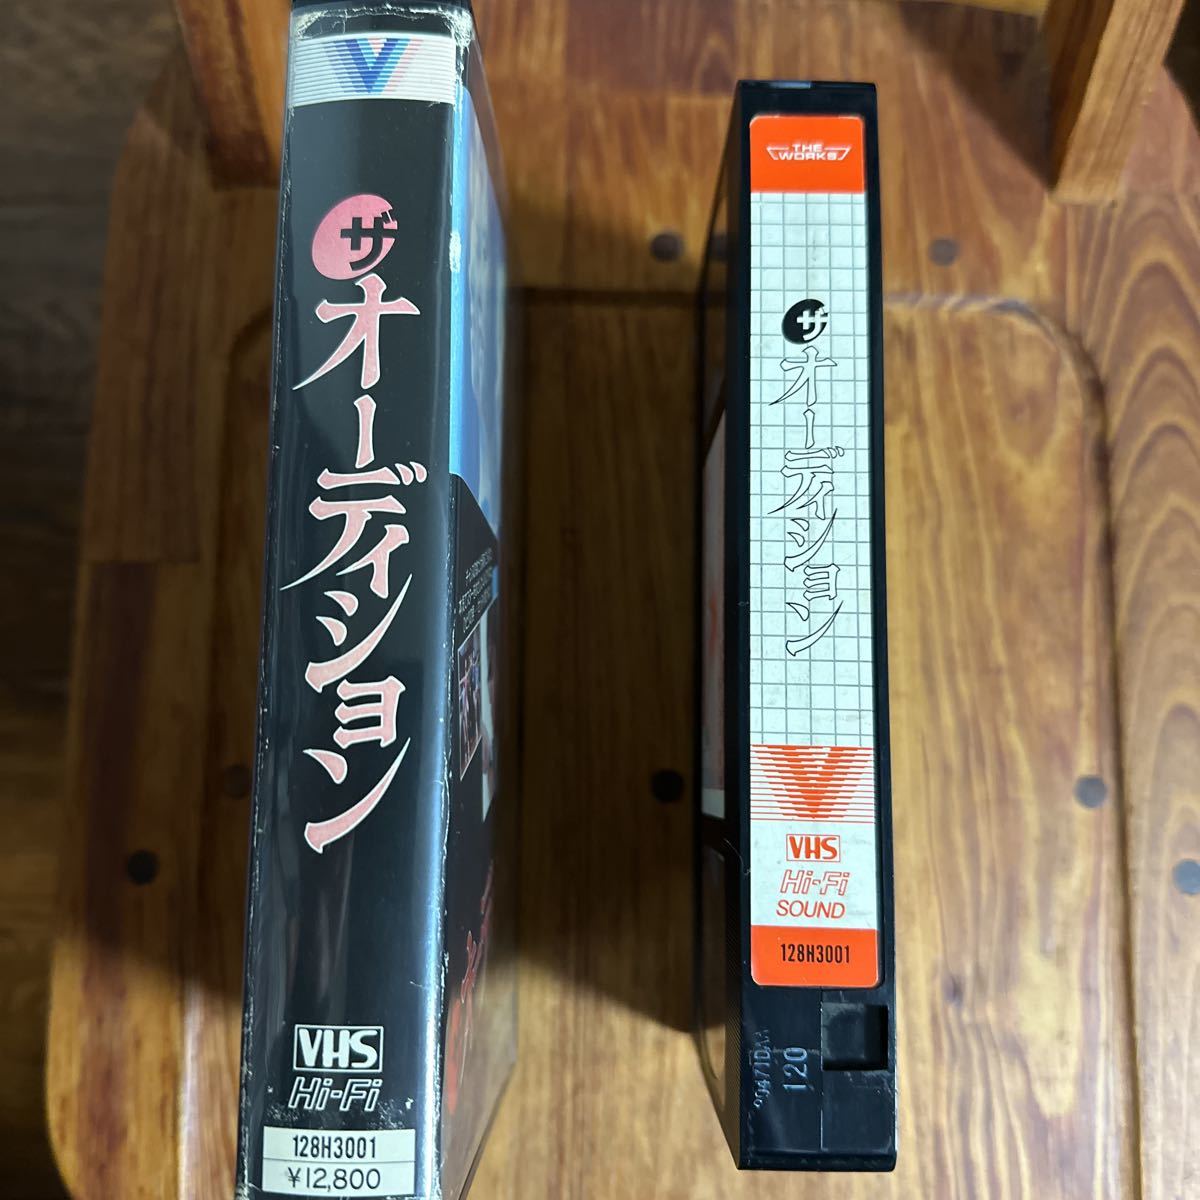 ザ オーディション
VHS
Hi-Fi
128H3001
¥12,800
THE
WORKS
ザ オーディション
VHS
Hi-Fi
SOUND
128H3001
120